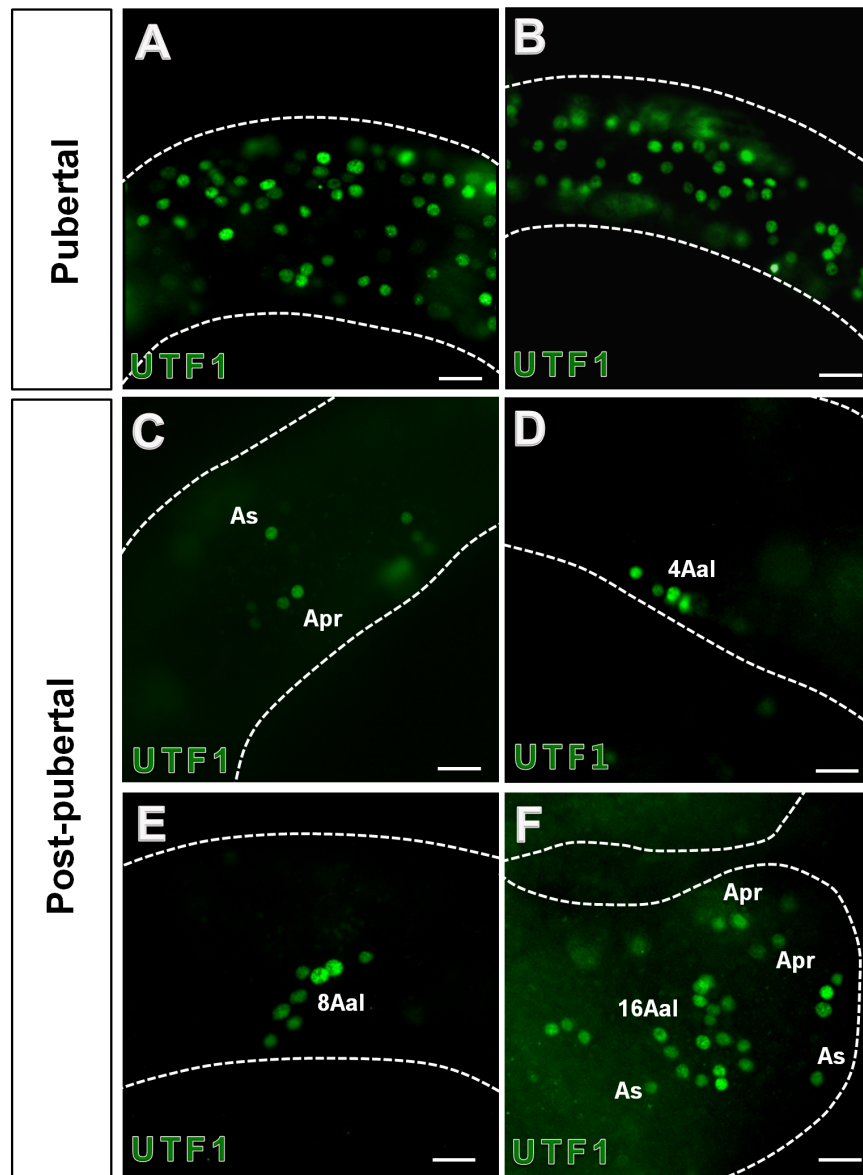 Pubertal
A
UTF1
B
UTF1
Post-pubertal
C
As
Apr
UTF1
D
4Aal
UTF1
E
8Aal
UTF1
F
Apr
Apr
16Aal
As
As
UTF1